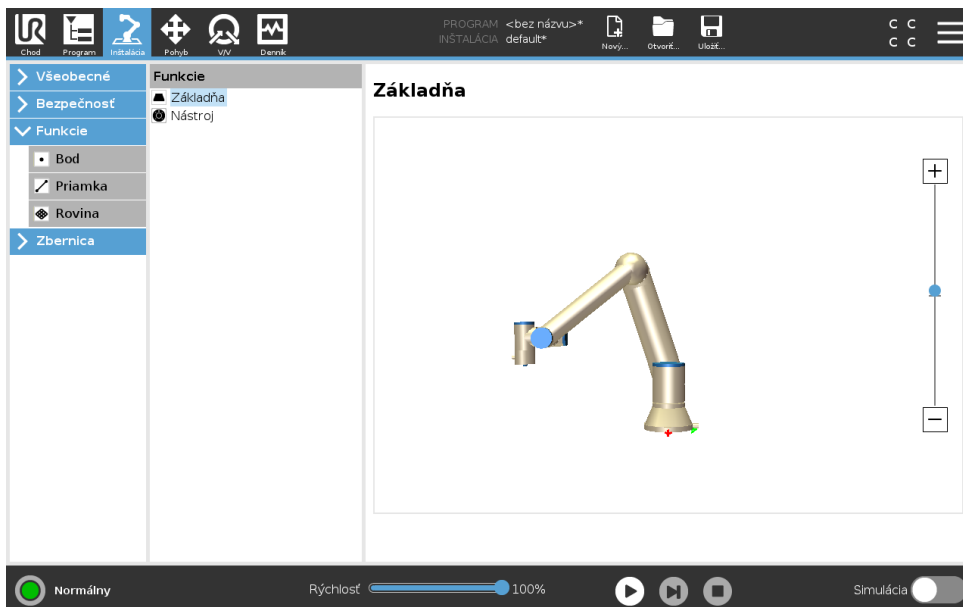 UR
Chod
Program
Inštalácia
Pohyb
V/V
Denník
PROGRAM <bez názvu>*
INŠTALÁCIA default*
Nový...
Otvoriť...
Uložiť...
C C
C C
Všeobecné
Bezpečnosť
Funkcie
Bod
Priamka
Rovina
Zbernica
Funkcie
Základňa
Nástroj
Základňa
Normálny
Rýchlosť
100%
Simulácia